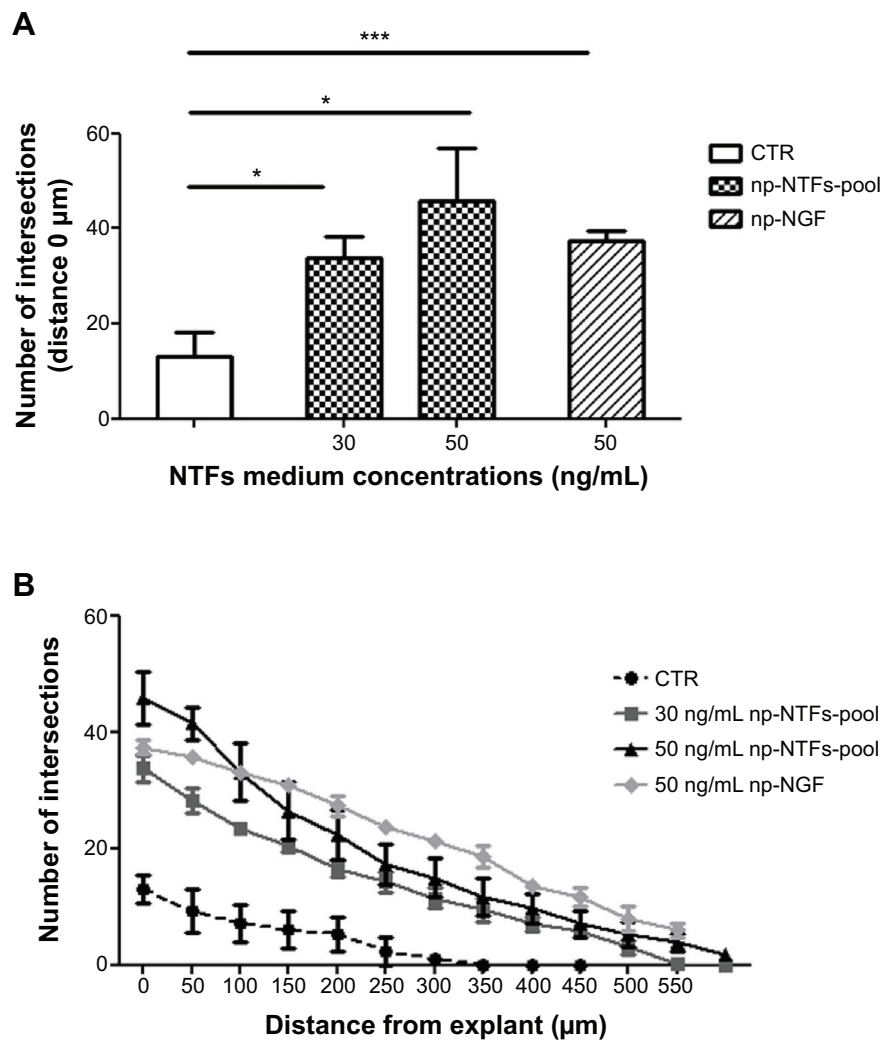 A
***
*
*
Number of intersections
(distance 0 µm)
60
40
20
0
30
50
50
NTFs medium concentrations (ng/mL)
CTR
np-NTFs-pool
np-NGF
B
Number of intersections
60
40
20
0
0 50 100 150 200 250 300 350 400 450 500 550
Distance from explant (µm)
CTR
30 ng/mL np-NTFs-pool
50 ng/mL np-NTFs-pool
50 ng/mL np-NGF